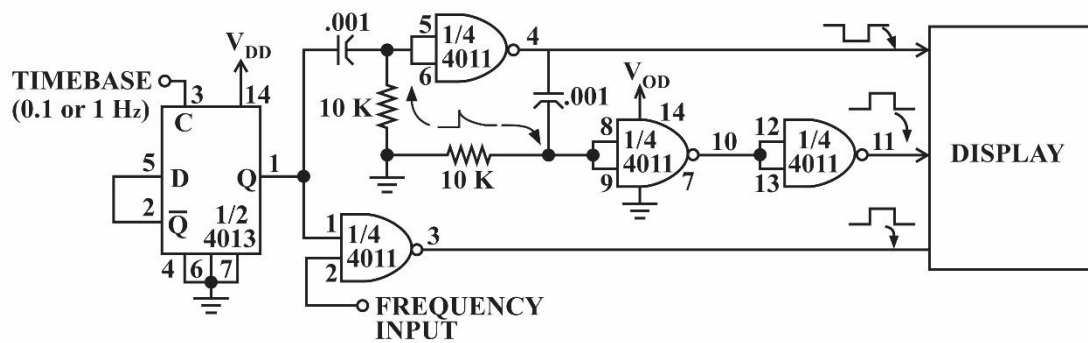 .001
5
6
1/4
4011
4
V_DD
TIMEBASE
(0.1 or 1 Hz)
3
14
C
10 K
.001
V_OD
14
8
9
1/4
4011
7
10
12
13
1/4
4011
11
DISPLAY
5
D
Q
1
2
Q̅
1/2
4013
4
6
7
10 K
1
2
1/4
4011
3
FREQUENCY
INPUT